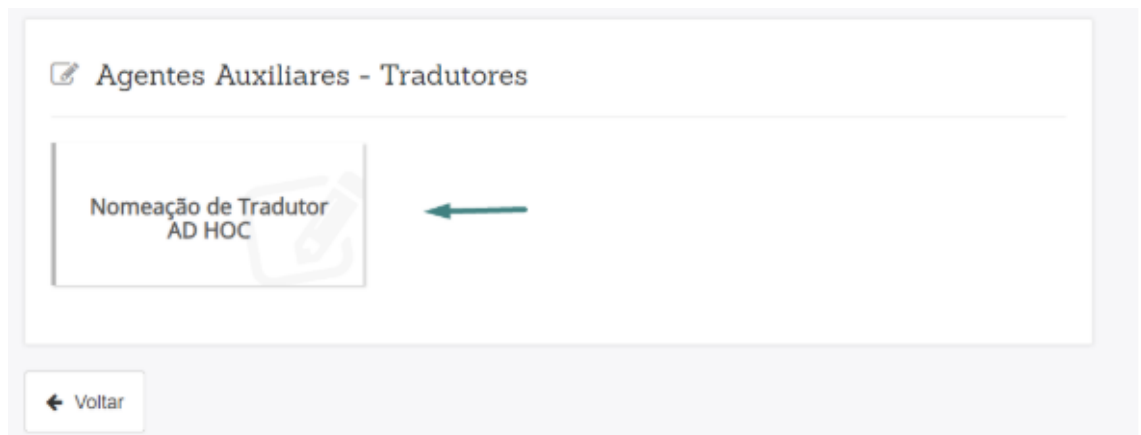 Agentes Auxiliares - Tradutores
Nomeação de Tradutor
AD HOC
Voltar